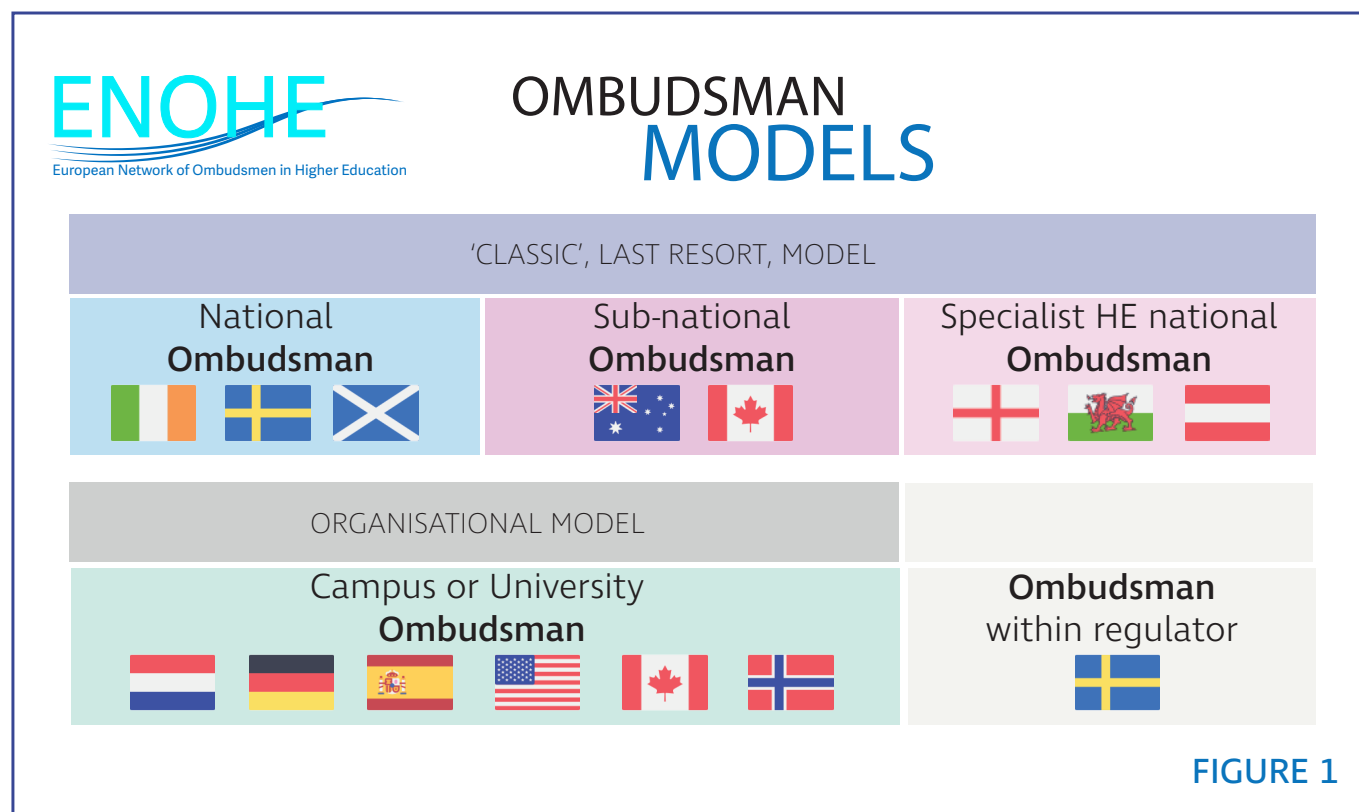 ENOHE
European Network of Ombudsmen in Higher Education
OMBUDSMAN
MODELS
‘CLASSIC’, LAST RESORT, MODEL
National
Ombudsman
Sub-national
Ombudsman
Specialist HE national
Ombudsman
ORGANISATIONAL MODEL
Campus or University
Ombudsman
Ombudsman
within regulator
FIGURE 1